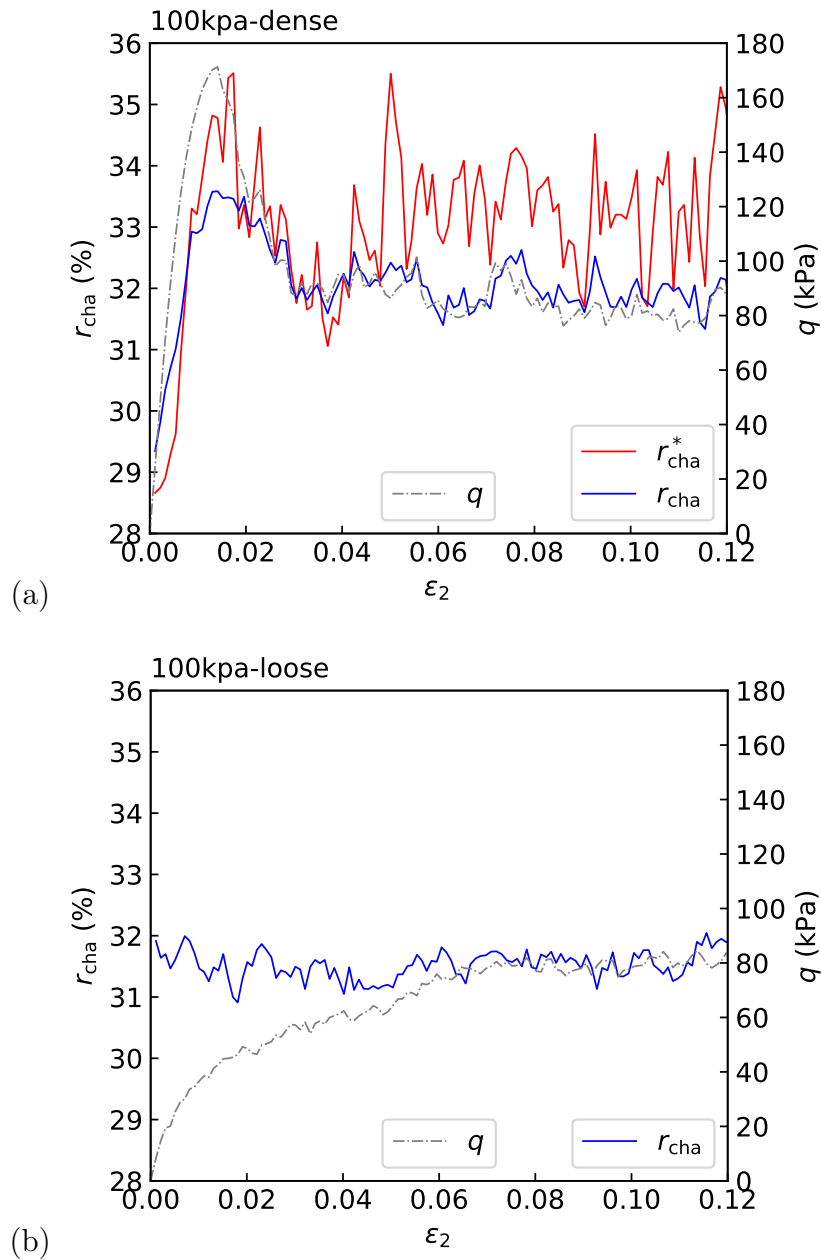 100kpa-dense
36
35
34
33
32
31
30
29
28
r_cha (%)
180
160
140
120
100
80
60
40
20
0
q (kPa)
r*_cha
r_cha
q
0.00 0.02 0.04 0.06 0.08 0.10 0.12
ε₂
(a)
100kpa-loose
36
35
34
33
32
31
30
29
28
r_cha (%)
180
160
140
120
100
80
60
40
20
0
q (kPa)
q
r_cha
0.00 0.02 0.04 0.06 0.08 0.10 0.12
ε₂
(b)